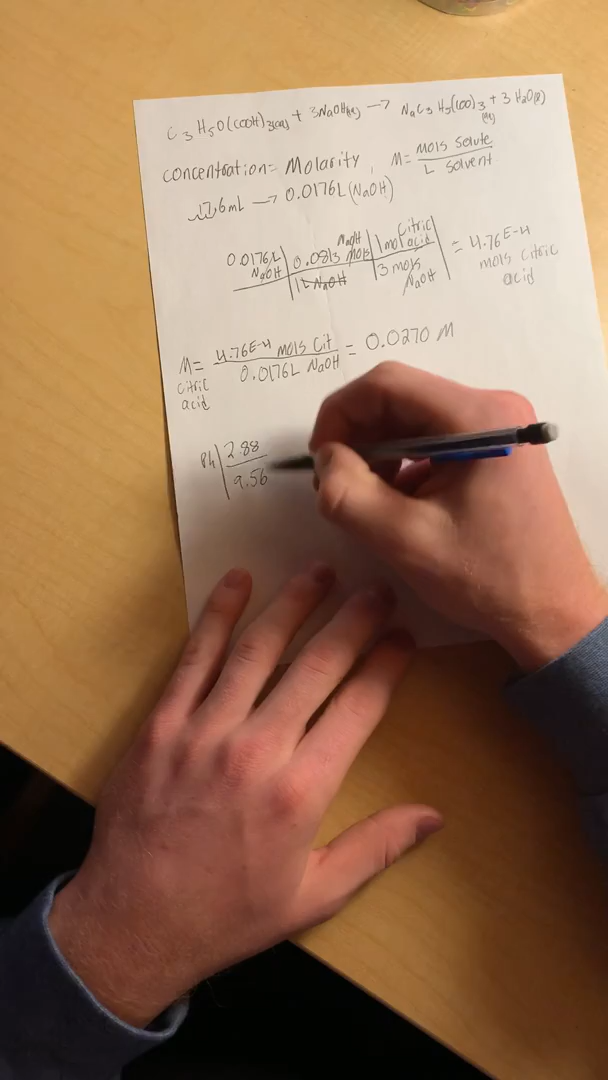 C3H5O(COOH)3(aq) + 3NaOH(aq) → NaC3H5(COO)3(aq) + 3H2O(l)
concentration = Molarity, M = mols solute / L solvent
17.6mL → 0.0176L (NaOH)
0.0176L NaOH | 0.0813 mols NaOH / 1L NaOH | 1 mol citric acid / 3 mols NaOH | = 4.76E-4 mols citric acid
M citric acid = 4.76E-4 mols Cit / 0.0176L NaOH = 0.0270 M
Ph | 2.88 / 9.56